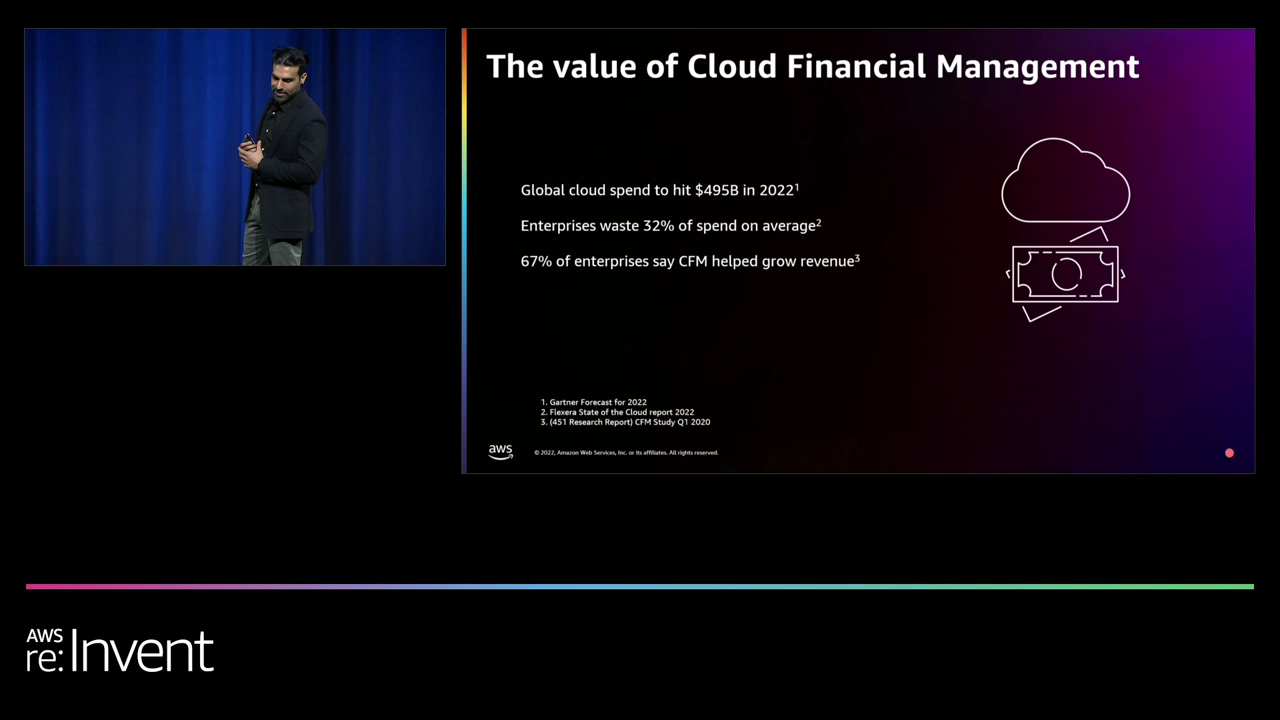 The value of Cloud Financial Management
Global cloud spend to hit $495B in 2022¹
Enterprises waste 32% of spend on average²
67% of enterprises say CFM helped grow revenue³
1. Gartner Forecast for 2022
2. Flexera State of the Cloud report 2022
3. (451 Research Report) CFM Study Q1 2020
aws
© 2022, Amazon Web Services, Inc. or its affiliates. All rights reserved.
AWS
re:Invent